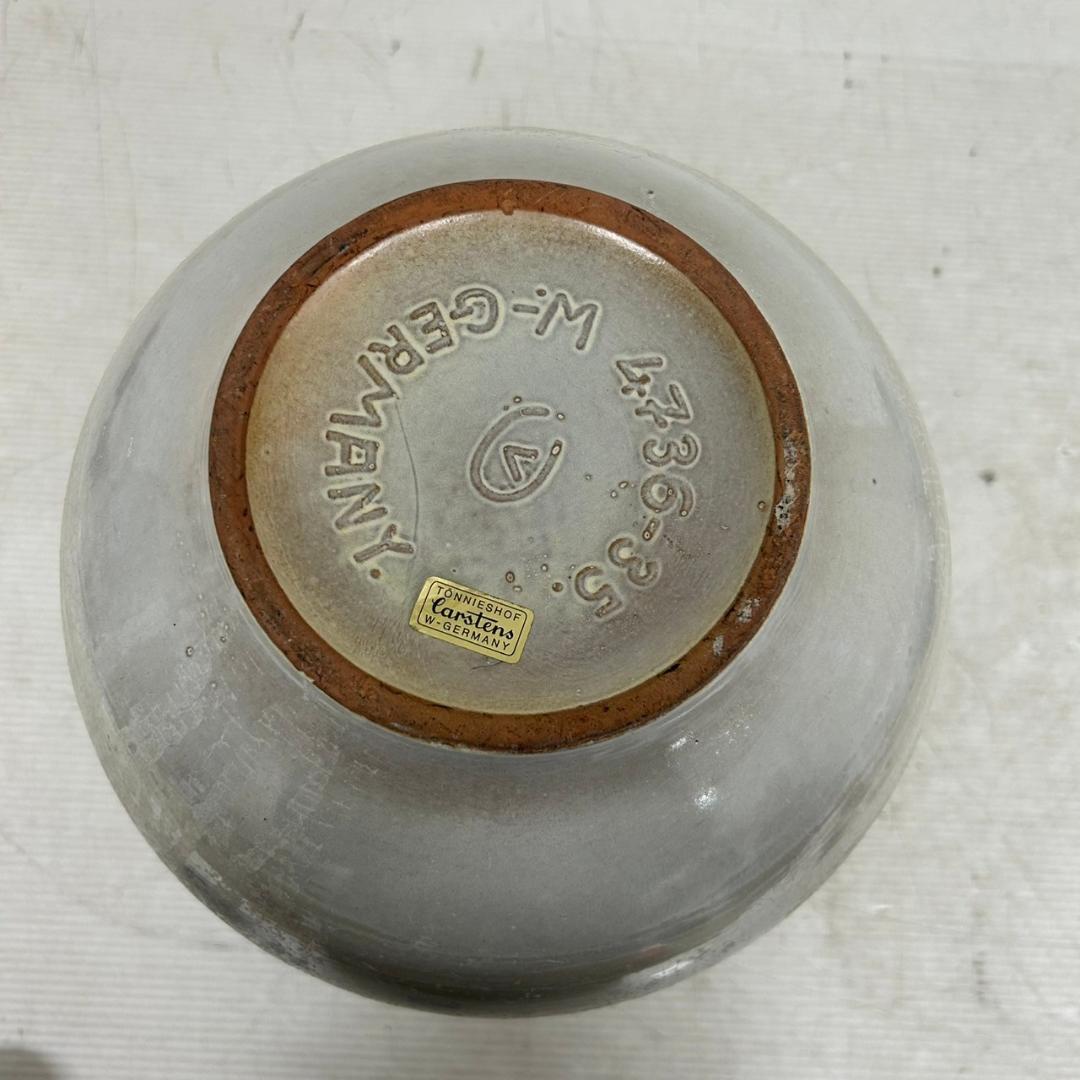 W-GERMANY
4736-35
TÖNNIESHOF
Carstens
W-GERMANY